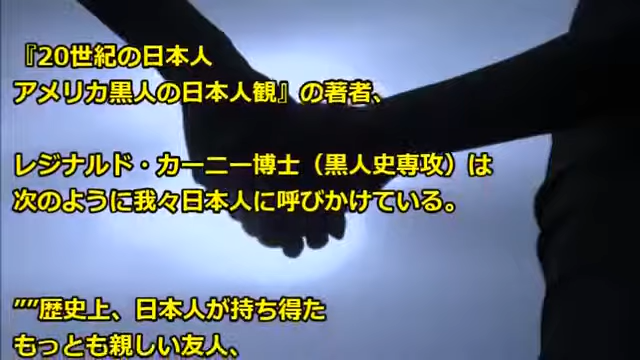 『20世紀の日本人
アメリカ黒人の日本人観』の著者、
レジナルド・カーニー博士（黒人史専攻）は
次のように我々日本人に呼びかけている。
””歴史上、日本人が持ち得た
もっとも親しい友人、